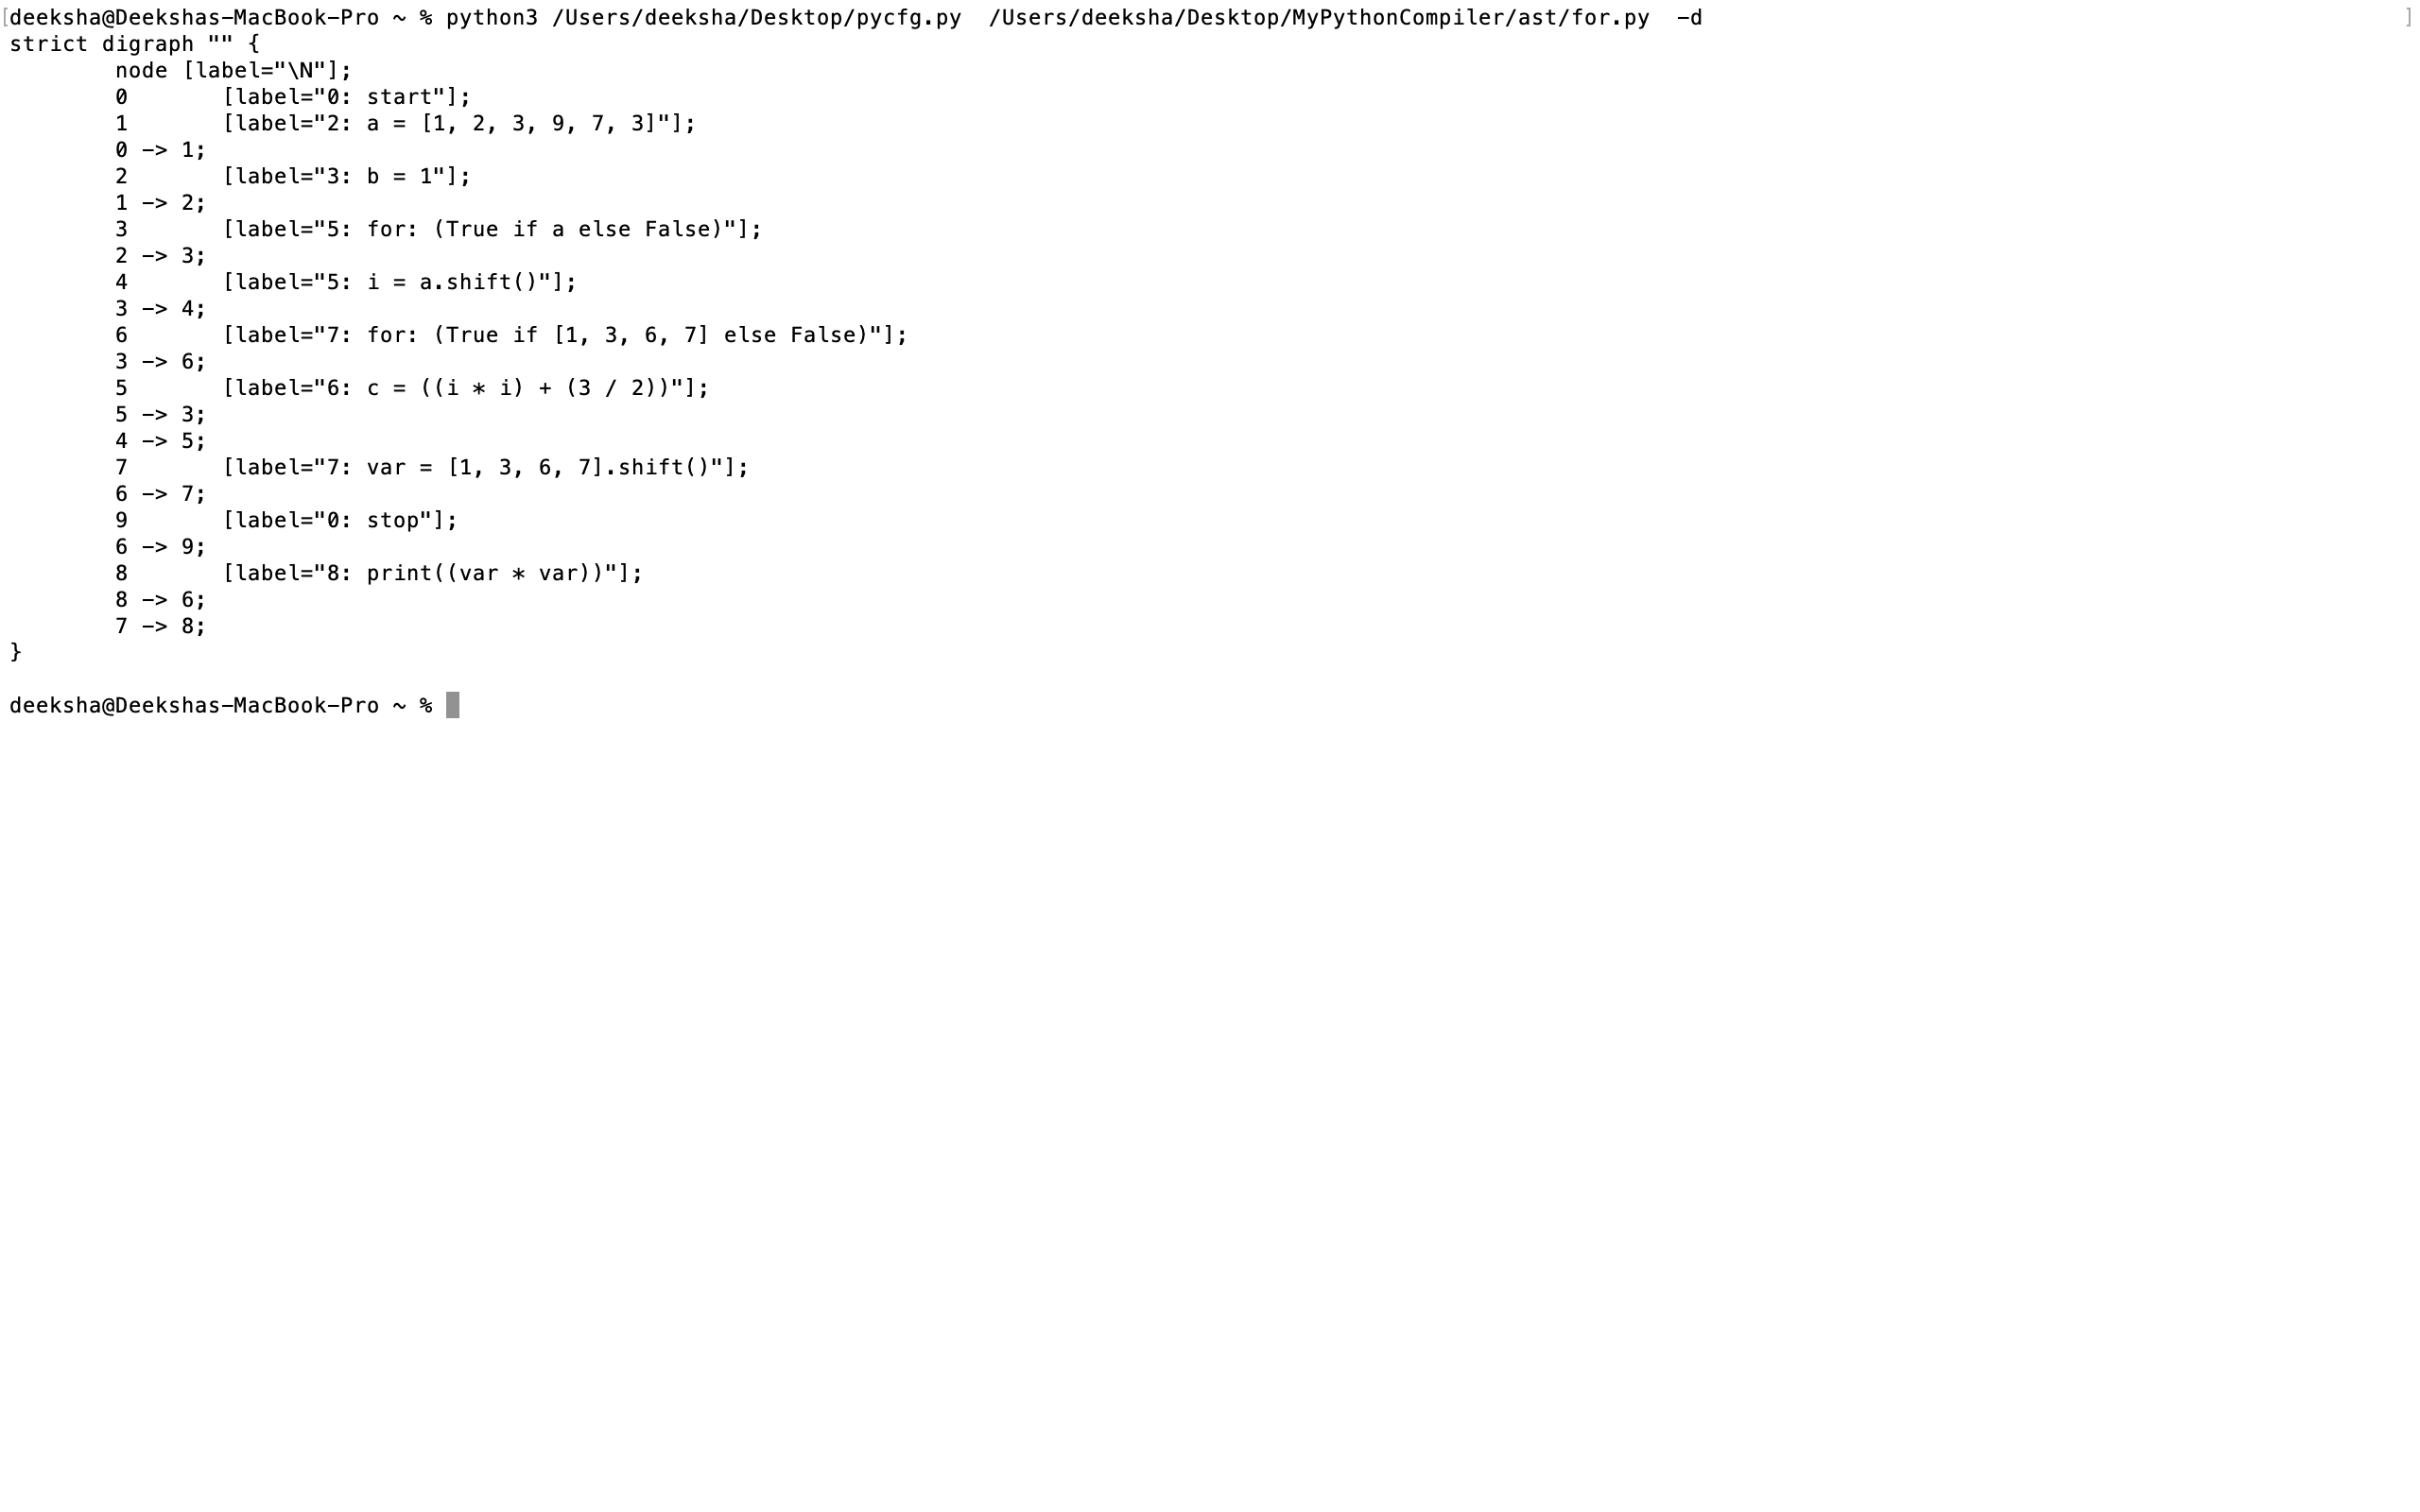 [deeksha@Deekshas-MacBook-Pro ~ % python3 /Users/deeksha/Desktop/pycfg.py  /Users/deeksha/Desktop/MyPythonCompiler/ast/for.py  -d ]
strict digraph "" {
        node [label="\N"];
        0       [label="0: start"];
        1       [label="2: a = [1, 2, 3, 9, 7, 3]"];
        0 -> 1;
        2       [label="3: b = 1"];
        1 -> 2;
        3       [label="5: for: (True if a else False)"];
        2 -> 3;
        4       [label="5: i = a.shift()"];
        3 -> 4;
        6       [label="7: for: (True if [1, 3, 6, 7] else False)"];
        3 -> 6;
        5       [label="6: c = ((i * i) + (3 / 2))"];
        5 -> 3;
        4 -> 5;
        7       [label="7: var = [1, 3, 6, 7].shift()"];
        6 -> 7;
        9       [label="0: stop"];
        6 -> 9;
        8       [label="8: print((var * var))"];
        8 -> 6;
        7 -> 8;
}
deeksha@Deekshas-MacBook-Pro ~ %